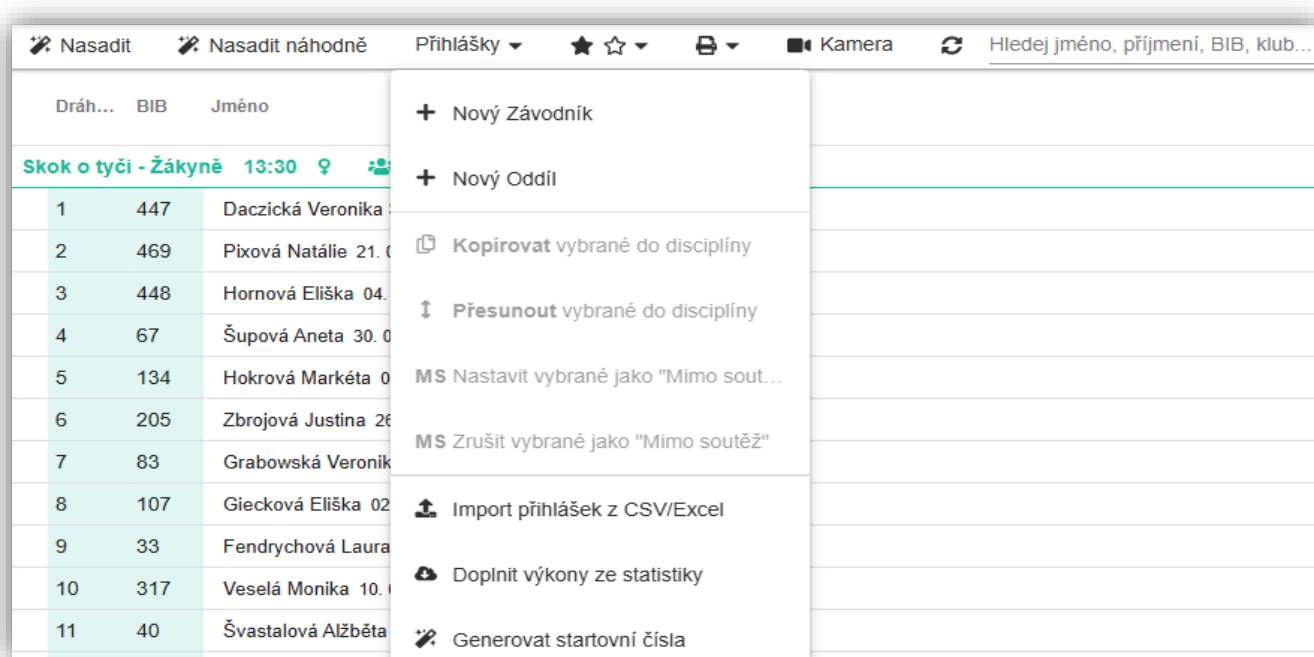 Nasadit Nasadit náhodně Přihlášky Kamera Hledej jméno, příjmení, BIB, klub...
Dráh... BIB Jméno
Skok o tyči - Žákyně 13:30
1 447 Daczická Veronika
2 469 Pixová Natálie 21.
3 448 Hornová Eliška 04.
4 67 Šupová Aneta 30. 0
5 134 Hokrová Markéta 0
6 205 Zbrojová Justina 26
7 83 Grabowská Veronik
8 107 Giecková Eliška 02
9 33 Fendrychová Laura
10 317 Veselá Monika 10.
11 40 Švastalová Alžběta
Nový Závodník
Nový Oddíl
Kopírovat vybrané do disciplíny
Přesunout vybrané do disciplíny
MS Nastavit vybrané jako "Mimo sout...
MS Zrušit vybrané jako "Mimo soutěž"
Import přihlášek z CSV/Excel
Doplnit výkony ze statistiky
Generovat startovní čísla